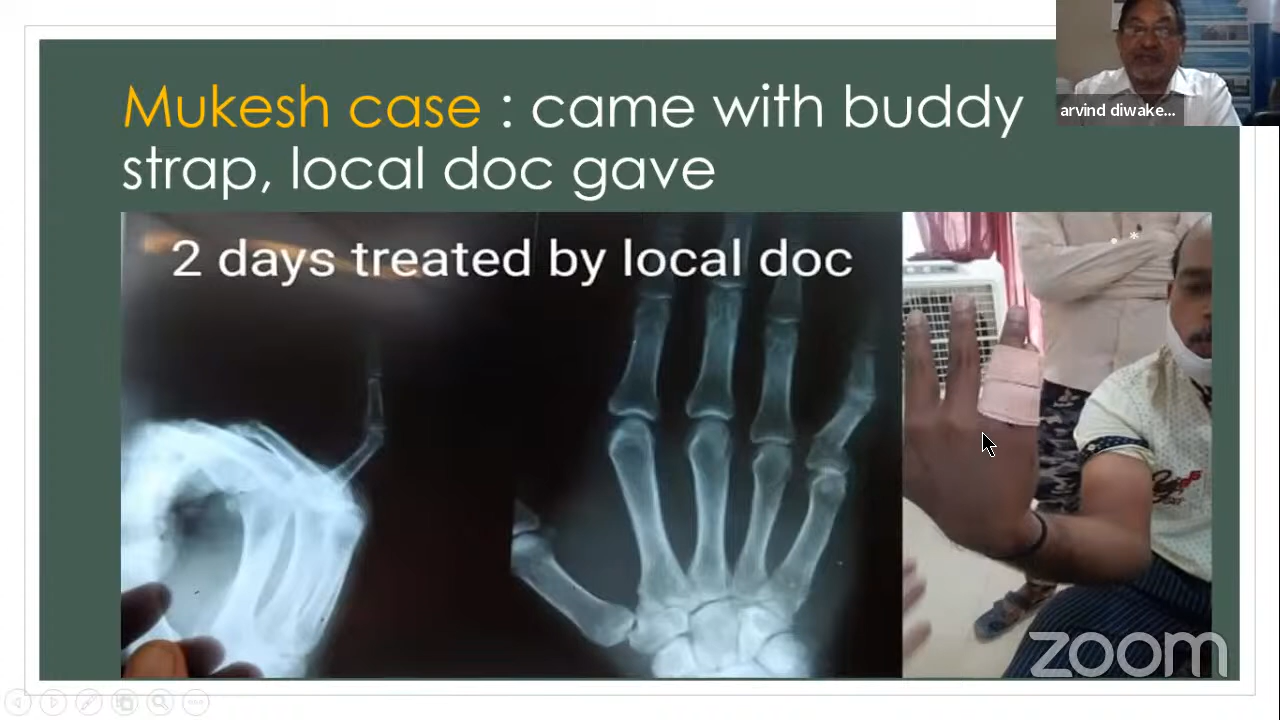 Mukesh case : came with buddy
strap, local doc gave
arvind diwake...
2 days treated by local doc
zoom